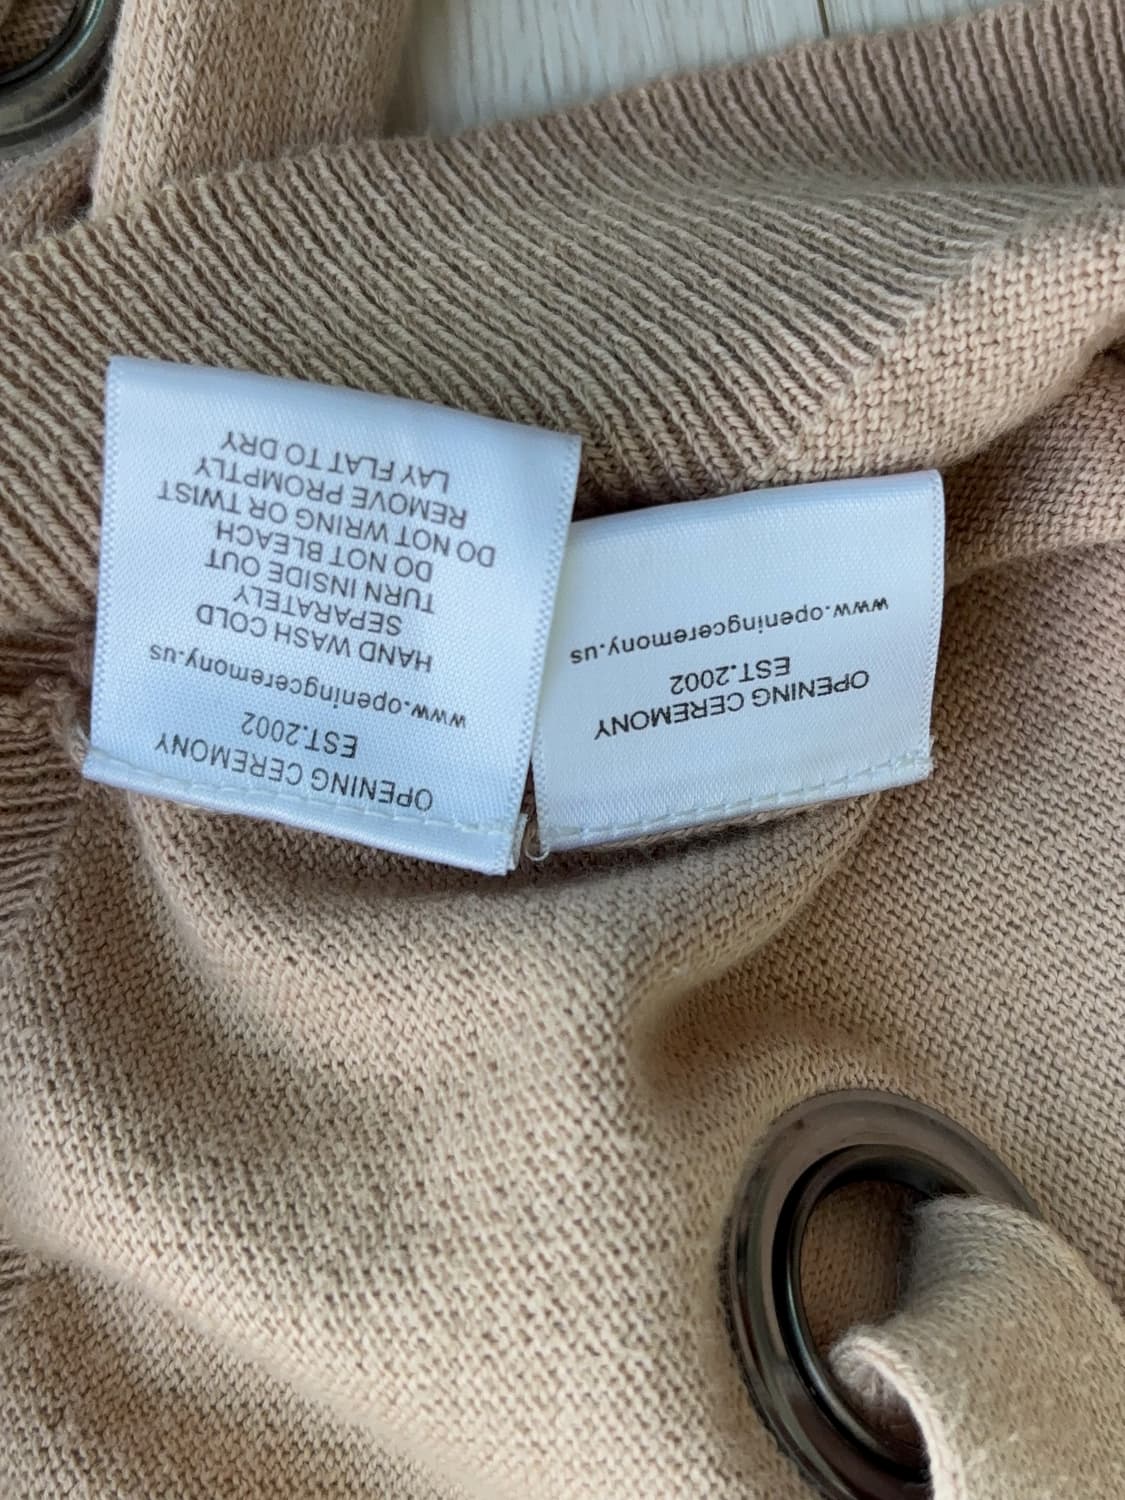 OPENING CEREMONY
EST.2002
www.openingceremony.us
HAND WASH COLD
SEPARATELY
TURN INSIDE OUT
DO NOT BLEACH
DO NOT WRING OR TWIST
REMOVE PROMPTLY
LAY FLAT TO DRY
OPENING CEREMONY
EST.2002
www.openingceremony.us